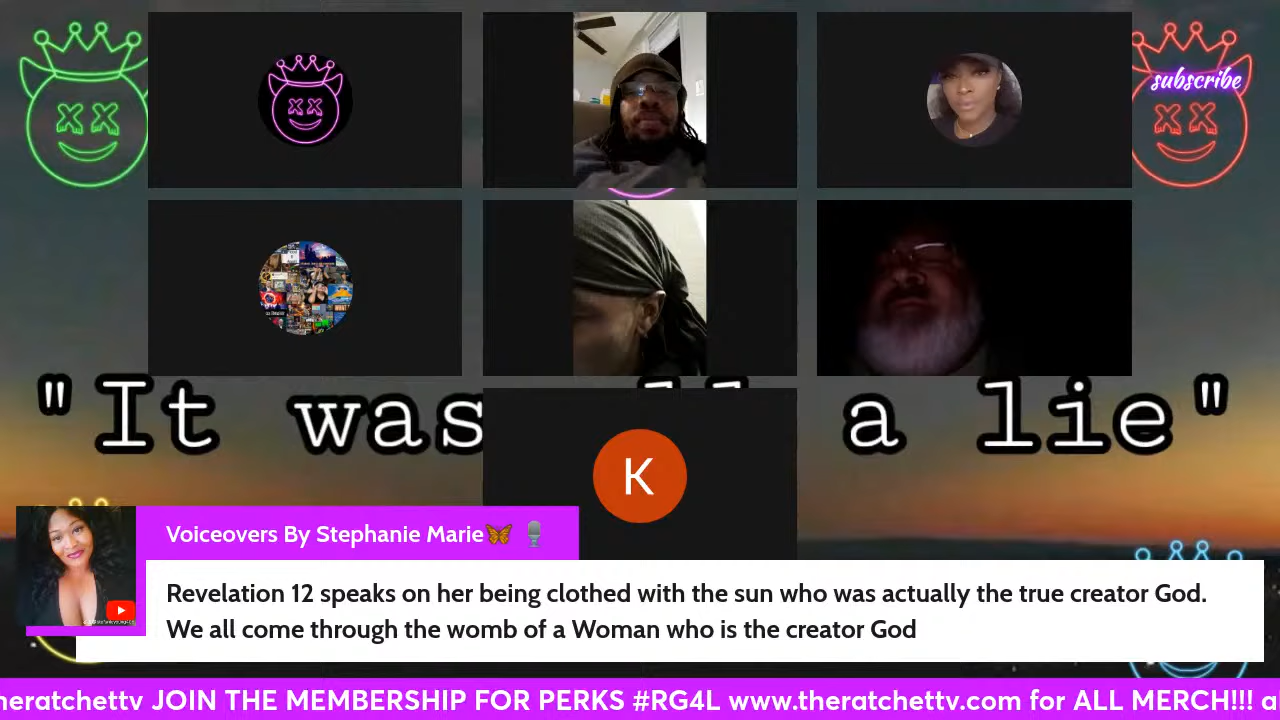 subscribe
"It was a lie"
K
Voiceovers By Stephanie Marie🦋 🎙️
Revelation 12 speaks on her being clothed with the sun who was actually the true creator God.
We all come through the womb of a Woman who is the creator God
heratchettv JOIN THE MEMBERSHIP FOR PERKS #RG4L www.theratchettv.com for ALL MERCH!!! a